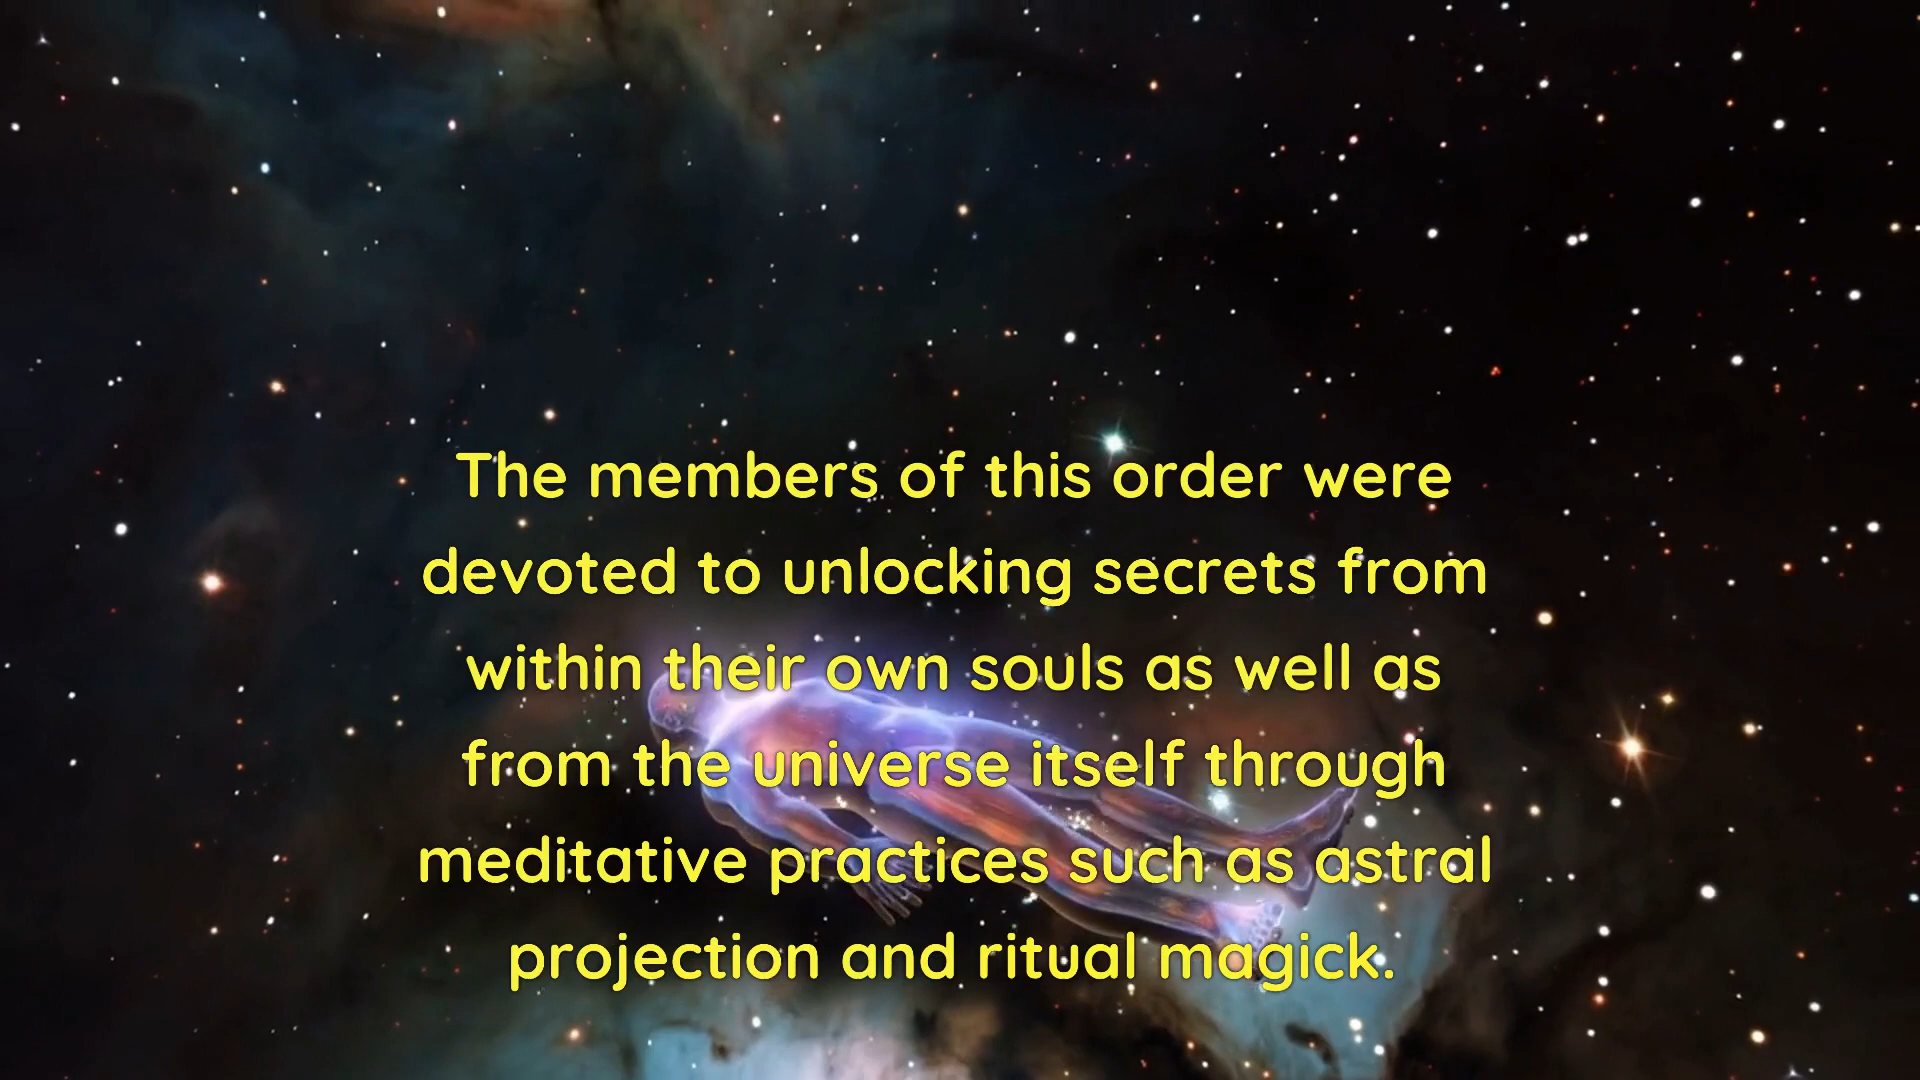 The members of this order were
devoted to unlocking secrets from
within their own souls as well as
from the universe itself through
meditative practices such as astral
projection and ritual magick.